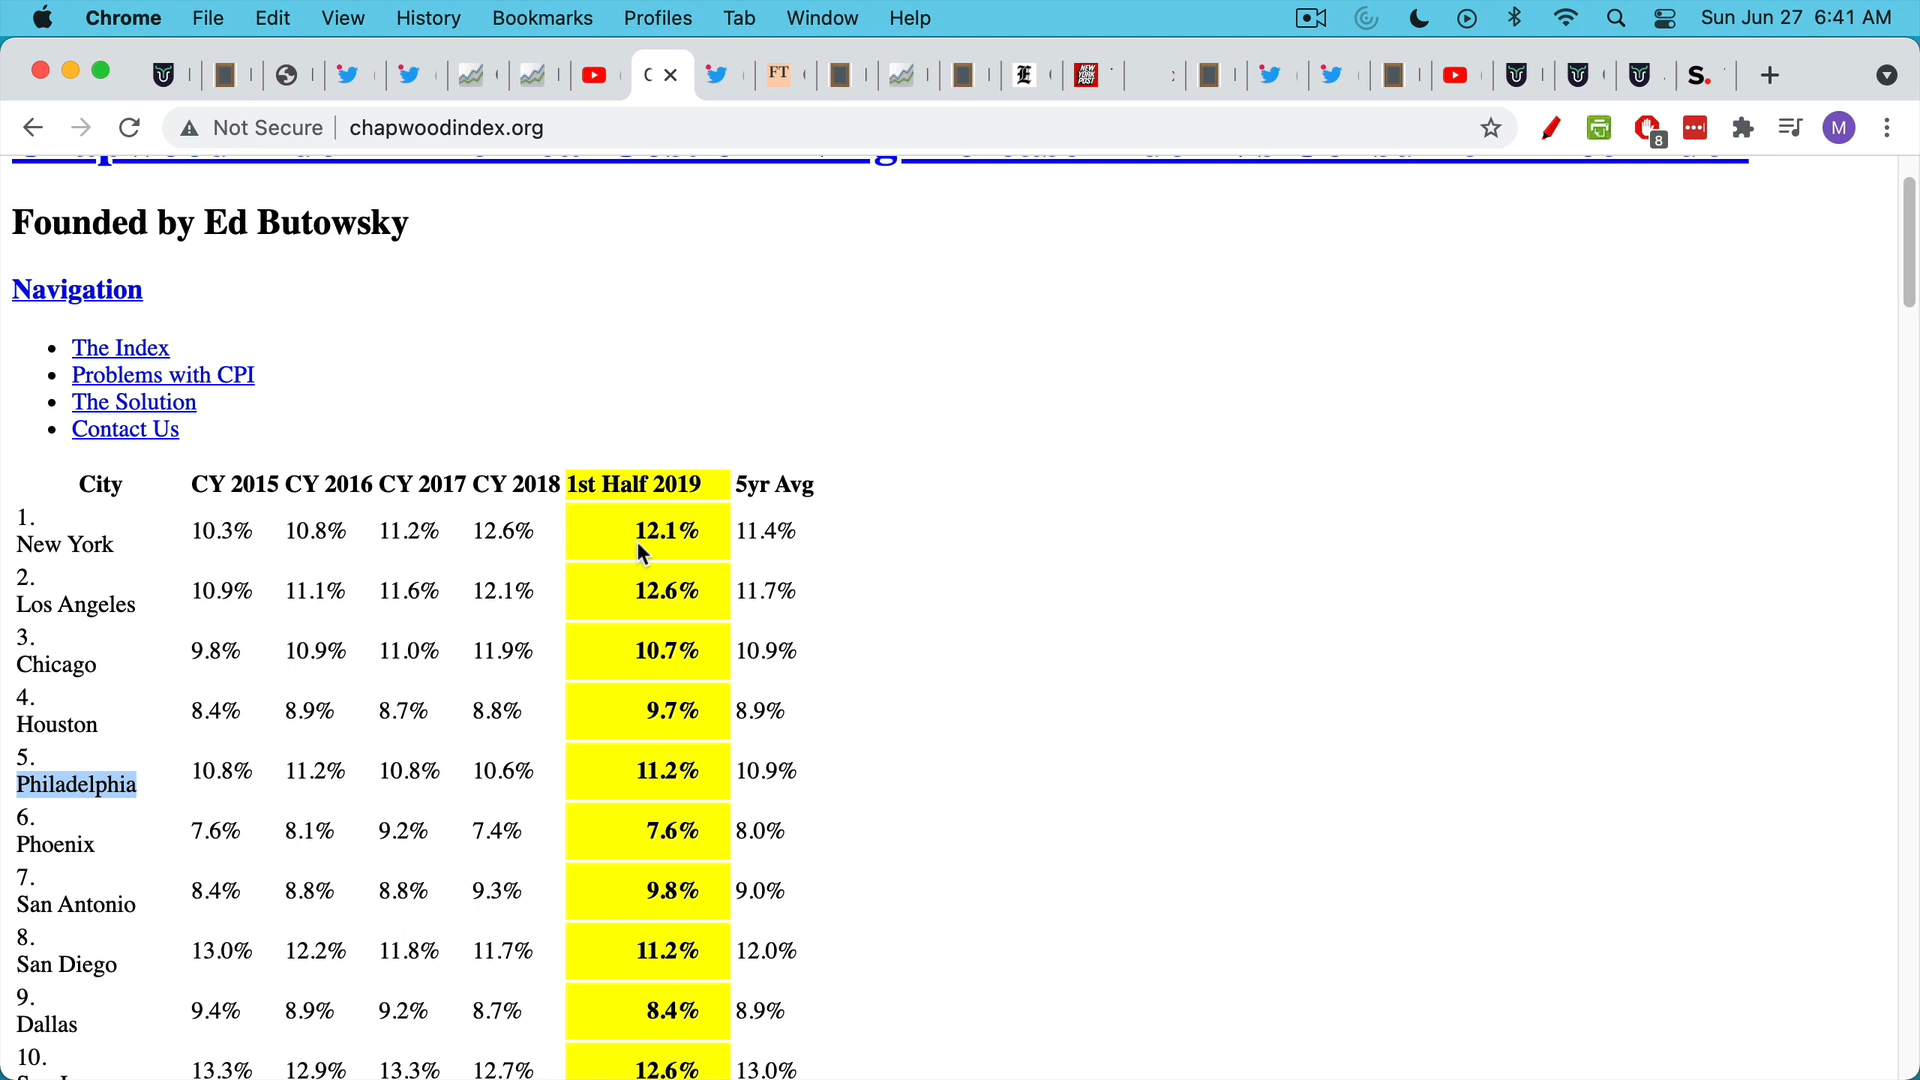 Chrome File Edit View History Bookmarks Profiles Tab Window Help Sun Jun 27 6:41 AM
FT NEW YORK POST S.
Not Secure chapwoodindex.org M 8
Founded by Ed Butowsky
Navigation
The Index
Problems with CPI
The Solution
Contact Us
City CY 2015 CY 2016 CY 2017 CY 2018 1st Half 2019 5yr Avg
1.
New York 10.3% 10.8% 11.2% 12.6% 12.1% 11.4%
2.
Los Angeles 10.9% 11.1% 11.6% 12.1% 12.6% 11.7%
3.
Chicago 9.8% 10.9% 11.0% 11.9% 10.7% 10.9%
4.
Houston 8.4% 8.9% 8.7% 8.8% 9.7% 8.9%
5.
Philadelphia 10.8% 11.2% 10.8% 10.6% 11.2% 10.9%
6.
Phoenix 7.6% 8.1% 9.2% 7.4% 7.6% 8.0%
7.
San Antonio 8.4% 8.8% 8.8% 9.3% 9.8% 9.0%
8.
San Diego 13.0% 12.2% 11.8% 11.7% 11.2% 12.0%
9.
Dallas 9.4% 8.9% 9.2% 8.7% 8.4% 8.9%
10.
13.3% 12.9% 13.3% 12.7% 12.6% 13.0%